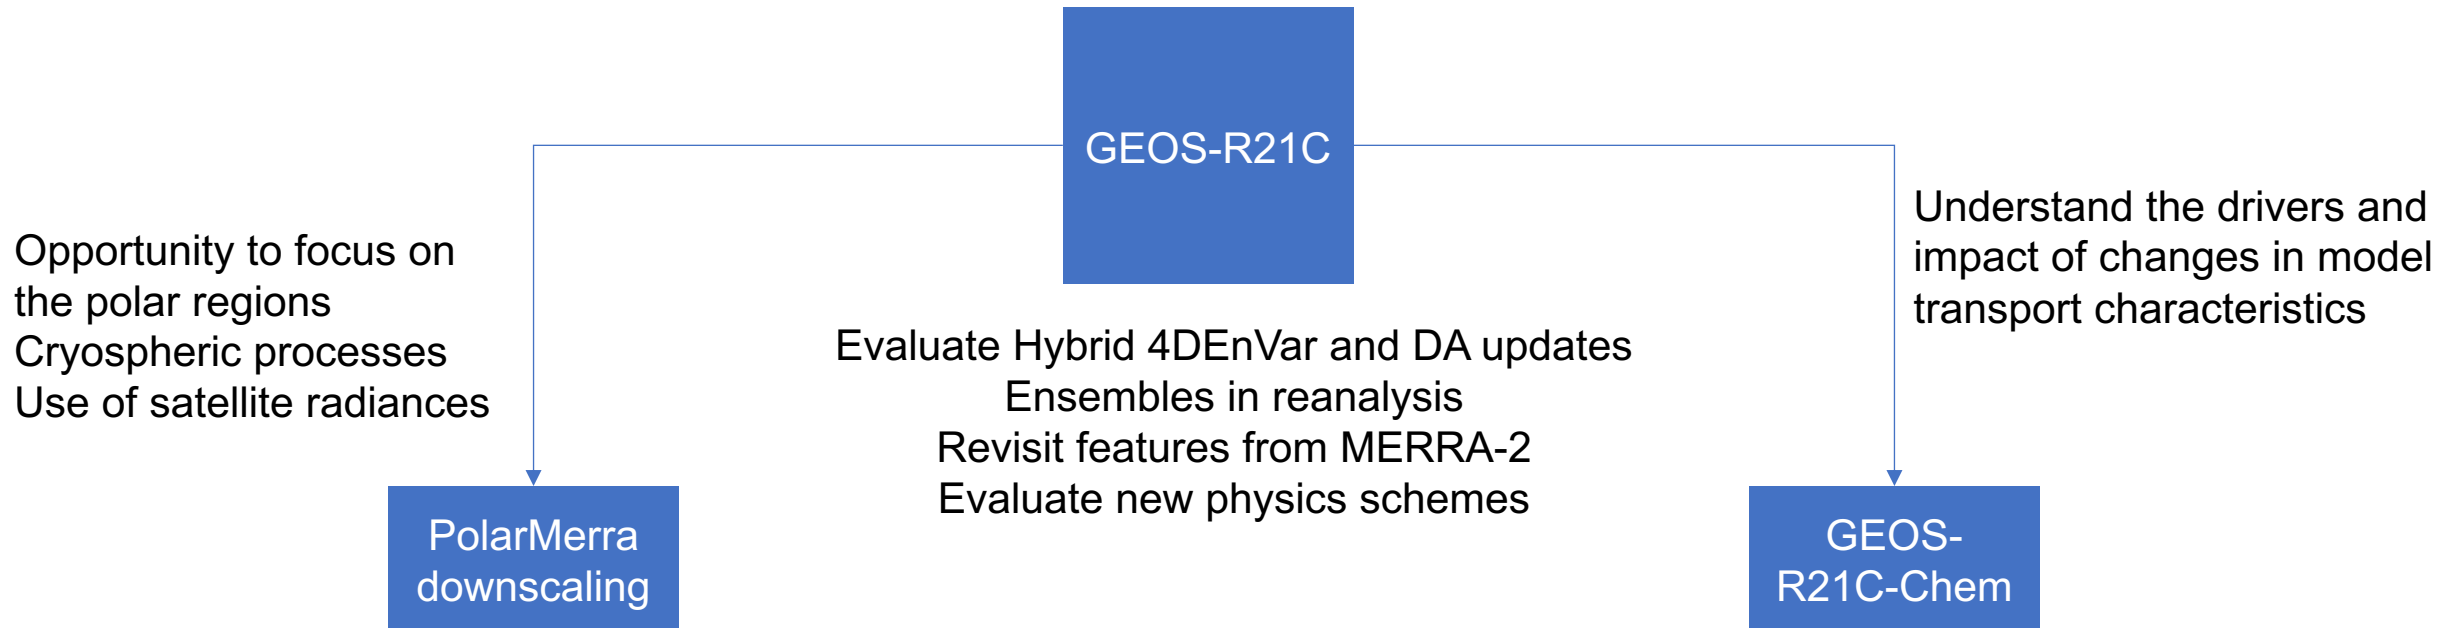 GEOS-R21C
Opportunity to focus on
the polar regions
Cryospheric processes
Use of satellite radiances
Evaluate Hybrid 4DEnVar and DA updates
Ensembles in reanalysis
Revisit features from MERRA-2
Evaluate new physics schemes
Understand the drivers and
impact of changes in model
transport characteristics
PolarMerra
downscaling
GEOS-
R21C-Chem